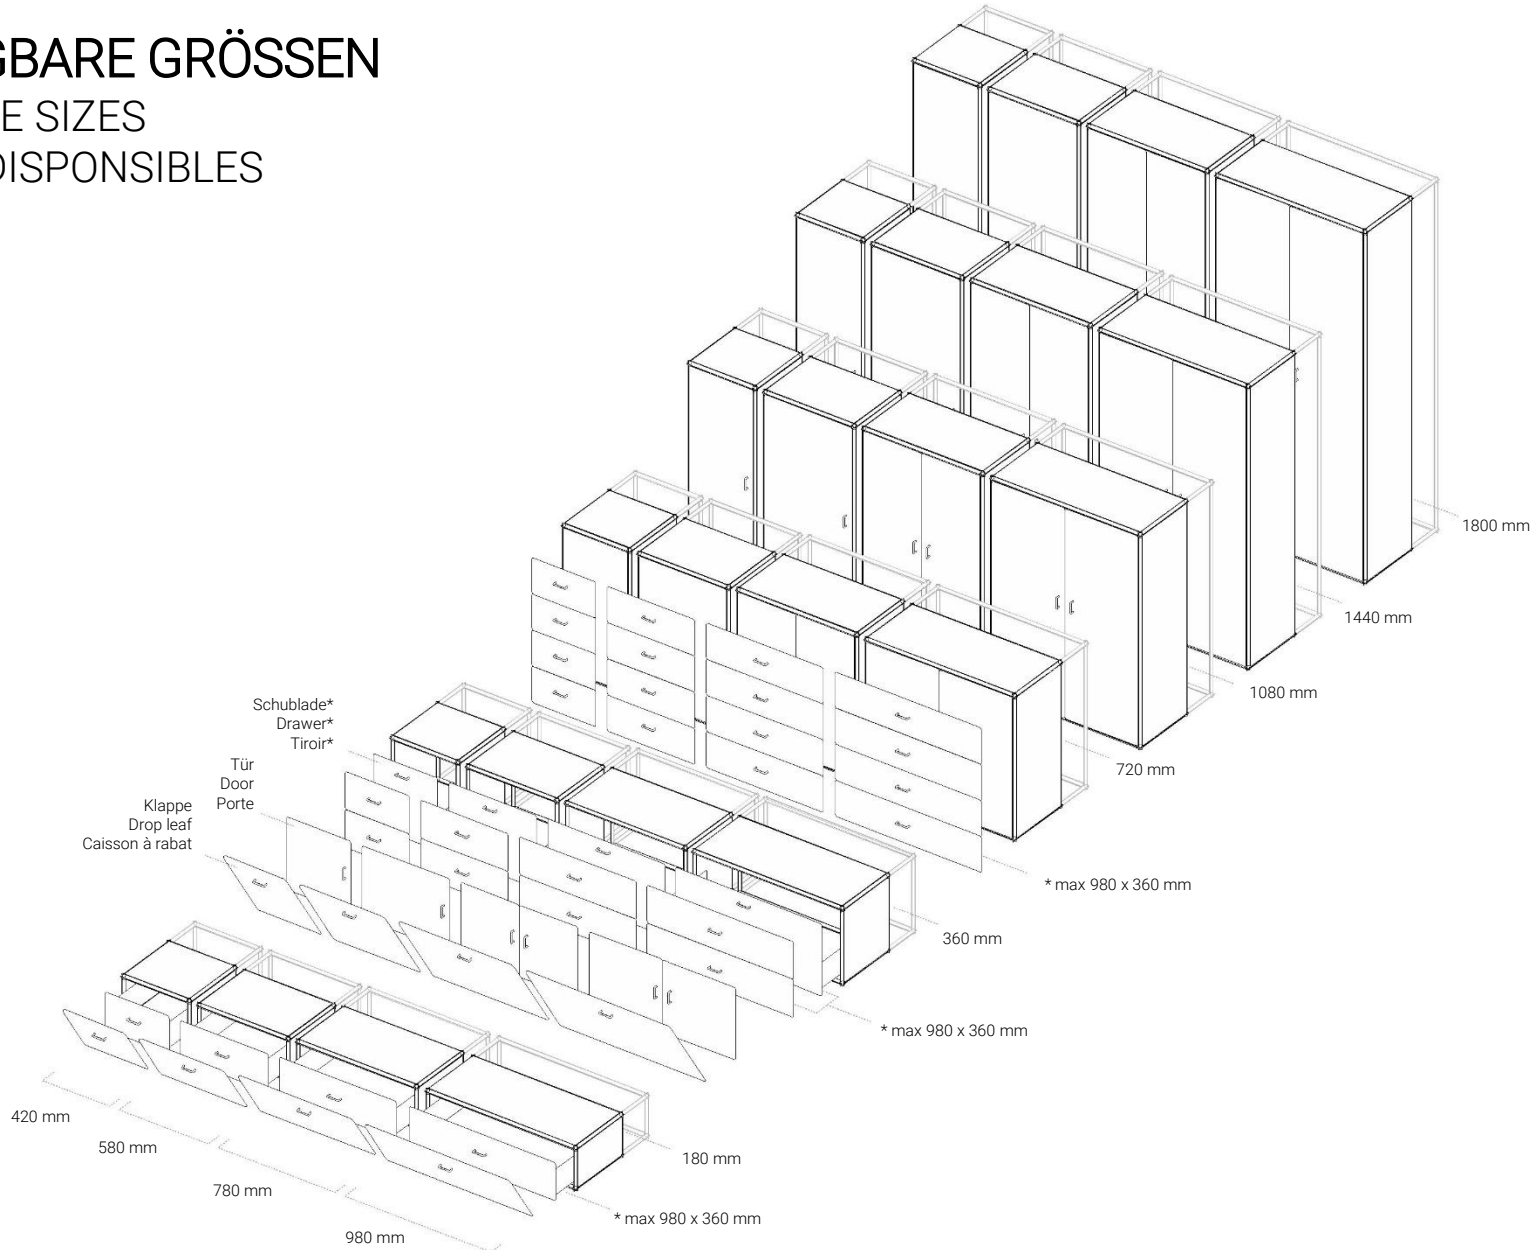 GBARE GRÖSSEN
E SIZES
DISPONSIBLES
1800 mm
1440 mm
1080 mm
720 mm
Schublade*
Drawer*
Tiroir*
Tür
Door
Porte
Klappe
Drop leaf
Caisson à rabat
* max 980 x 360 mm
360 mm
* max 980 x 360 mm
420 mm
580 mm
780 mm
980 mm
180 mm
* max 980 x 360 mm